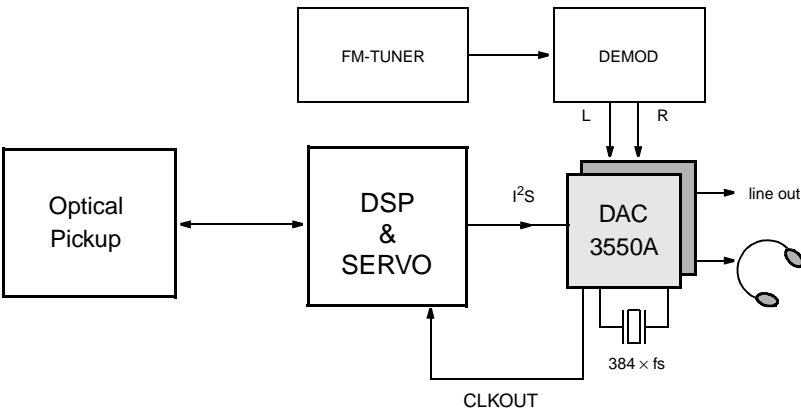 FM-TUNER
DEMOD
L
R
Optical
Pickup
DSP
&
SERVO
I²S
DAC
3550A
line out
384 × fs
CLKOUT